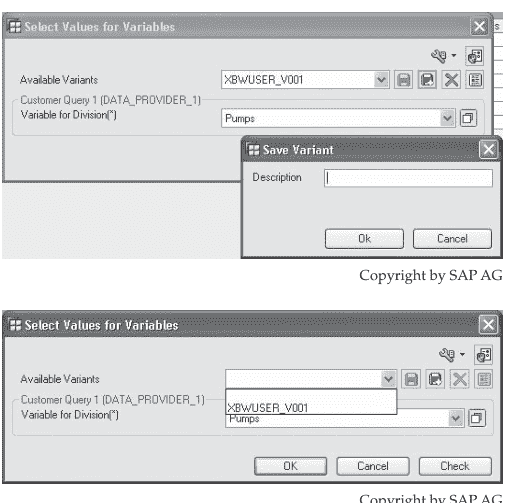 Select Values for Variables
Available Variants XBWUSER_V001
Customer Query 1 (DATA_PROVIDER_1)
Variable for Division(*) Pumps
Save Variant
Description
Ok Cancel
Copyright by SAP AG
Select Values for Variables
Available Variants
XBWUSER_V001
Customer Query 1 (DATA_PROVIDER_1)
Variable for Division(*) Pumps
OK Cancel Check
Copyright by SAP AG